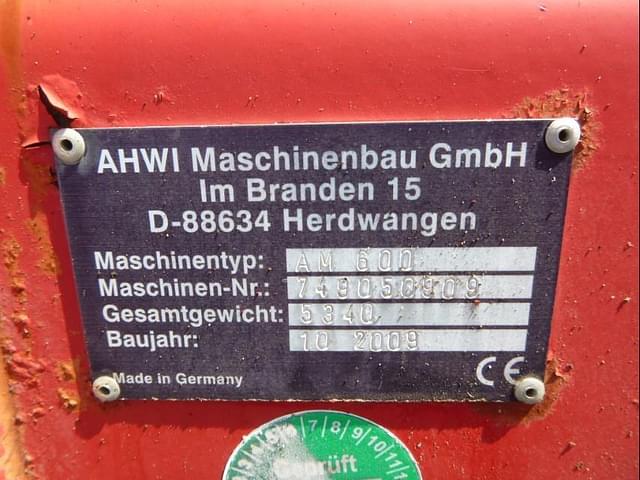 AHWI Maschinenbau GmbH
Im Branden 15
D-88634 Herdwangen
Maschinentyp: AM 600
Maschinen-Nr.: 749050909
Gesamtgewicht: 5340
Baujahr: 10 2009
Made in Germany CE
7/8/9/10/11
Geprüft